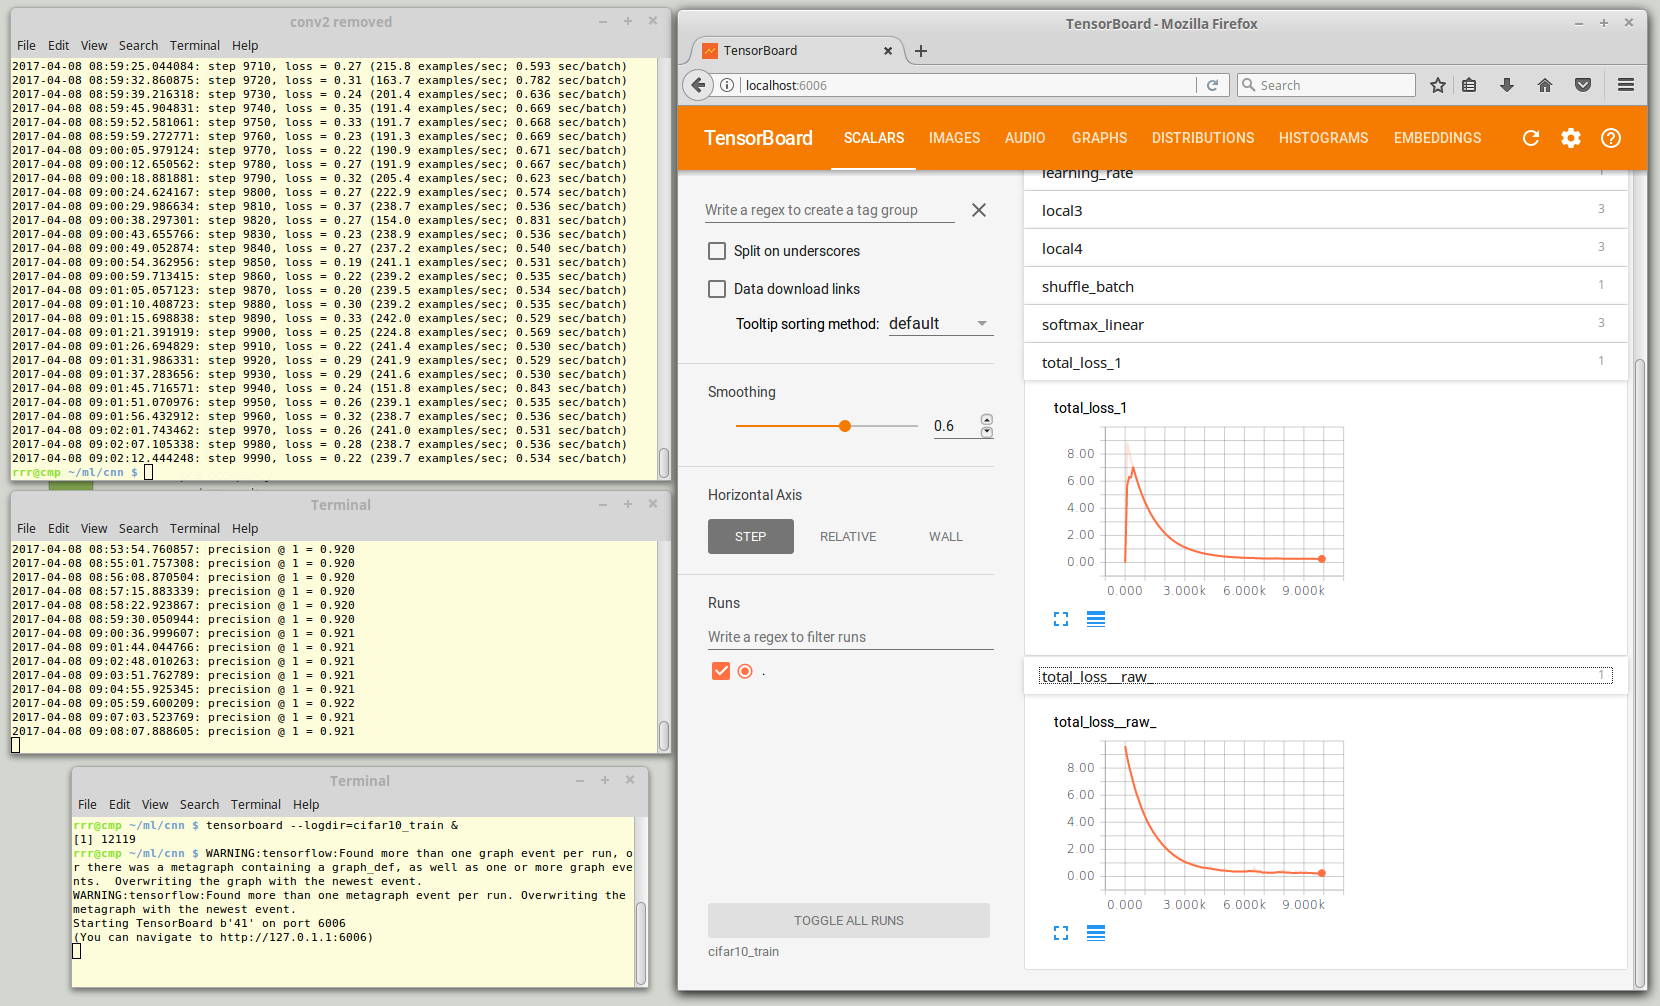 conv2 removed
File Edit View Search Terminal Help
2017-04-08 08:59:25.044084: step 9710, loss = 0.27 (215.8 examples/sec; 0.593 sec/batch)
2017-04-08 08:59:32.860875: step 9720, loss = 0.31 (163.7 examples/sec; 0.782 sec/batch)
2017-04-08 08:59:39.216318: step 9730, loss = 0.24 (201.4 examples/sec; 0.636 sec/batch)
2017-04-08 08:59:45.904831: step 9740, loss = 0.35 (191.4 examples/sec; 0.669 sec/batch)
2017-04-08 08:59:52.581061: step 9750, loss = 0.33 (191.7 examples/sec; 0.668 sec/batch)
2017-04-08 08:59:59.272771: step 9760, loss = 0.23 (191.3 examples/sec; 0.669 sec/batch)
2017-04-08 09:00:05.979124: step 9770, loss = 0.22 (190.9 examples/sec; 0.671 sec/batch)
2017-04-08 09:00:12.650562: step 9780, loss = 0.27 (191.9 examples/sec; 0.667 sec/batch)
2017-04-08 09:00:18.881881: step 9790, loss = 0.32 (205.4 examples/sec; 0.623 sec/batch)
2017-04-08 09:00:24.624167: step 9800, loss = 0.27 (222.9 examples/sec; 0.574 sec/batch)
2017-04-08 09:00:29.986634: step 9810, loss = 0.37 (238.7 examples/sec; 0.536 sec/batch)
2017-04-08 09:00:38.297301: step 9820, loss = 0.27 (154.0 examples/sec; 0.831 sec/batch)
2017-04-08 09:00:43.655766: step 9830, loss = 0.23 (238.9 examples/sec; 0.536 sec/batch)
2017-04-08 09:00:49.052874: step 9840, loss = 0.27 (237.2 examples/sec; 0.540 sec/batch)
2017-04-08 09:00:54.362956: step 9850, loss = 0.19 (241.1 examples/sec; 0.531 sec/batch)
2017-04-08 09:00:59.713415: step 9860, loss = 0.22 (239.2 examples/sec; 0.535 sec/batch)
2017-04-08 09:01:05.057123: step 9870, loss = 0.20 (239.5 examples/sec; 0.534 sec/batch)
2017-04-08 09:01:10.408723: step 9880, loss = 0.30 (239.2 examples/sec; 0.535 sec/batch)
2017-04-08 09:01:15.698838: step 9890, loss = 0.33 (242.0 examples/sec; 0.529 sec/batch)
2017-04-08 09:01:21.391919: step 9900, loss = 0.25 (224.8 examples/sec; 0.569 sec/batch)
2017-04-08 09:01:26.694829: step 9910, loss = 0.22 (241.4 examples/sec; 0.530 sec/batch)
2017-04-08 09:01:31.986331: step 9920, loss = 0.29 (241.9 examples/sec; 0.529 sec/batch)
2017-04-08 09:01:37.283656: step 9930, loss = 0.29 (241.6 examples/sec; 0.530 sec/batch)
2017-04-08 09:01:45.716571: step 9940, loss = 0.24 (151.8 examples/sec; 0.843 sec/batch)
2017-04-08 09:01:51.070976: step 9950, loss = 0.26 (239.1 examples/sec; 0.535 sec/batch)
2017-04-08 09:01:56.432912: step 9960, loss = 0.32 (238.7 examples/sec; 0.536 sec/batch)
2017-04-08 09:02:01.743462: step 9970, loss = 0.26 (241.0 examples/sec; 0.531 sec/batch)
2017-04-08 09:02:07.105338: step 9980, loss = 0.28 (238.7 examples/sec; 0.536 sec/batch)
2017-04-08 09:02:12.444248: step 9990, loss = 0.22 (239.7 examples/sec; 0.534 sec/batch)
rrr@cmp ~/ml/cnn $
Terminal
File Edit View Search Terminal Help
2017-04-08 08:53:54.760857: precision @ 1 = 0.920
2017-04-08 08:55:01.757308: precision @ 1 = 0.920
2017-04-08 08:56:08.870504: precision @ 1 = 0.920
2017-04-08 08:57:15.883339: precision @ 1 = 0.920
2017-04-08 08:58:22.923867: precision @ 1 = 0.920
2017-04-08 08:59:30.050944: precision @ 1 = 0.920
2017-04-08 09:00:36.999607: precision @ 1 = 0.921
2017-04-08 09:01:44.044766: precision @ 1 = 0.921
2017-04-08 09:02:48.010263: precision @ 1 = 0.921
2017-04-08 09:03:51.762789: precision @ 1 = 0.921
2017-04-08 09:04:55.925345: precision @ 1 = 0.921
2017-04-08 09:05:59.600209: precision @ 1 = 0.922
2017-04-08 09:07:03.523769: precision @ 1 = 0.921
2017-04-08 09:08:07.888605: precision @ 1 = 0.921
Terminal
File Edit View Search Terminal Help
rrr@cmp ~/ml/cnn $ tensorboard --logdir=cifar10_train &
[1] 12119
rrr@cmp ~/ml/cnn $ WARNING:tensorflow:Found more than one graph event per run, o
r there was a metagraph containing a graph_def, as well as one or more graph eve
nts.  Overwriting the graph with the newest event.
WARNING:tensorflow:Found more than one metagraph event per run. Overwriting the
metagraph with the newest event.
Starting TensorBoard b'41' on port 6006
(You can navigate to http://127.0.1.1:6006)
TensorBoard - Mozilla Firefox
TensorBoard
localhost:6006
Search
TensorBoard SCALARS IMAGES AUDIO GRAPHS DISTRIBUTIONS HISTOGRAMS EMBEDDINGS
Write a regex to create a tag group
Split on underscores
Data download links
Tooltip sorting method: default
Smoothing
0.6
Horizontal Axis
STEP RELATIVE WALL
Runs
Write a regex to filter runs
.
TOGGLE ALL RUNS
cifar10_train
learning_rate 1
local3 3
local4 3
shuffle_batch 1
softmax_linear 3
total_loss_1 1
total_loss_1
8.00
6.00
4.00
2.00
0.00
0.000 3.000k 6.000k 9.000k
total_loss__raw_ 1
total_loss__raw_
8.00
6.00
4.00
2.00
0.00
0.000 3.000k 6.000k 9.000k